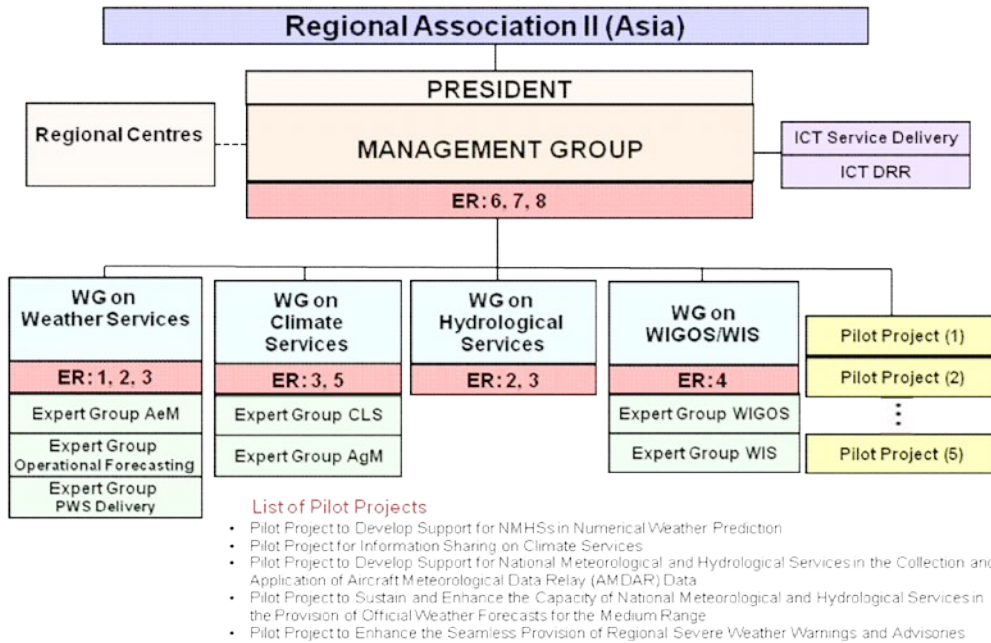 Regional Association II (Asia)
PRESIDENT
Regional Centres
MANAGEMENT GROUP
ICT Service Delivery
ICT DRR
ER: 6, 7, 8
WG on
Weather Services
ER: 1, 2, 3
Expert Group AeM
Expert Group
Operational Forecasting
Expert Group
PWS Delivery
WG on
Climate
Services
ER: 3, 5
Expert Group CLS
Expert Group AgM
WG on
Hydrological
Services
ER: 2, 3
WG on
WIGOS/WIS
ER: 4
Expert Group WIGOS
Expert Group WIS
Pilot Project (1)
Pilot Project (2)
Pilot Project (5)
List of Pilot Projects
• Pilot Project to Develop Support for NMHSs in Numerical Weather Prediction
• Pilot Project for Information Sharing on Climate Services
• Pilot Project to Develop Support for National Meteorological and Hydrological Services in the Collection and
Application of Aircraft Meteorological Data Relay (AMDAR) Data
• Pilot Project to Sustain and Enhance the Capacity of National Meteorological and Hydrological Services in
the Provision of Official Weather Forecasts for the Medium Range
• Pilot Project to Enhance the Seamless Provision of Regional Severe Weather Warnings and Advisories